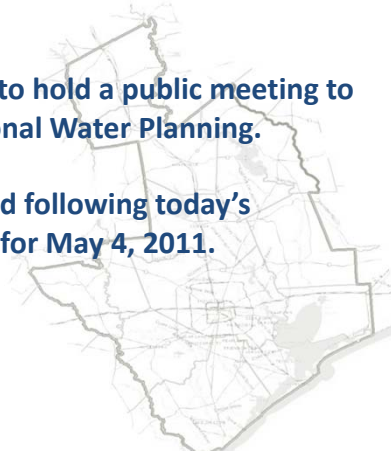 to hold a public meeting to
onal Water Planning.
d following today's
for May 4, 2011.